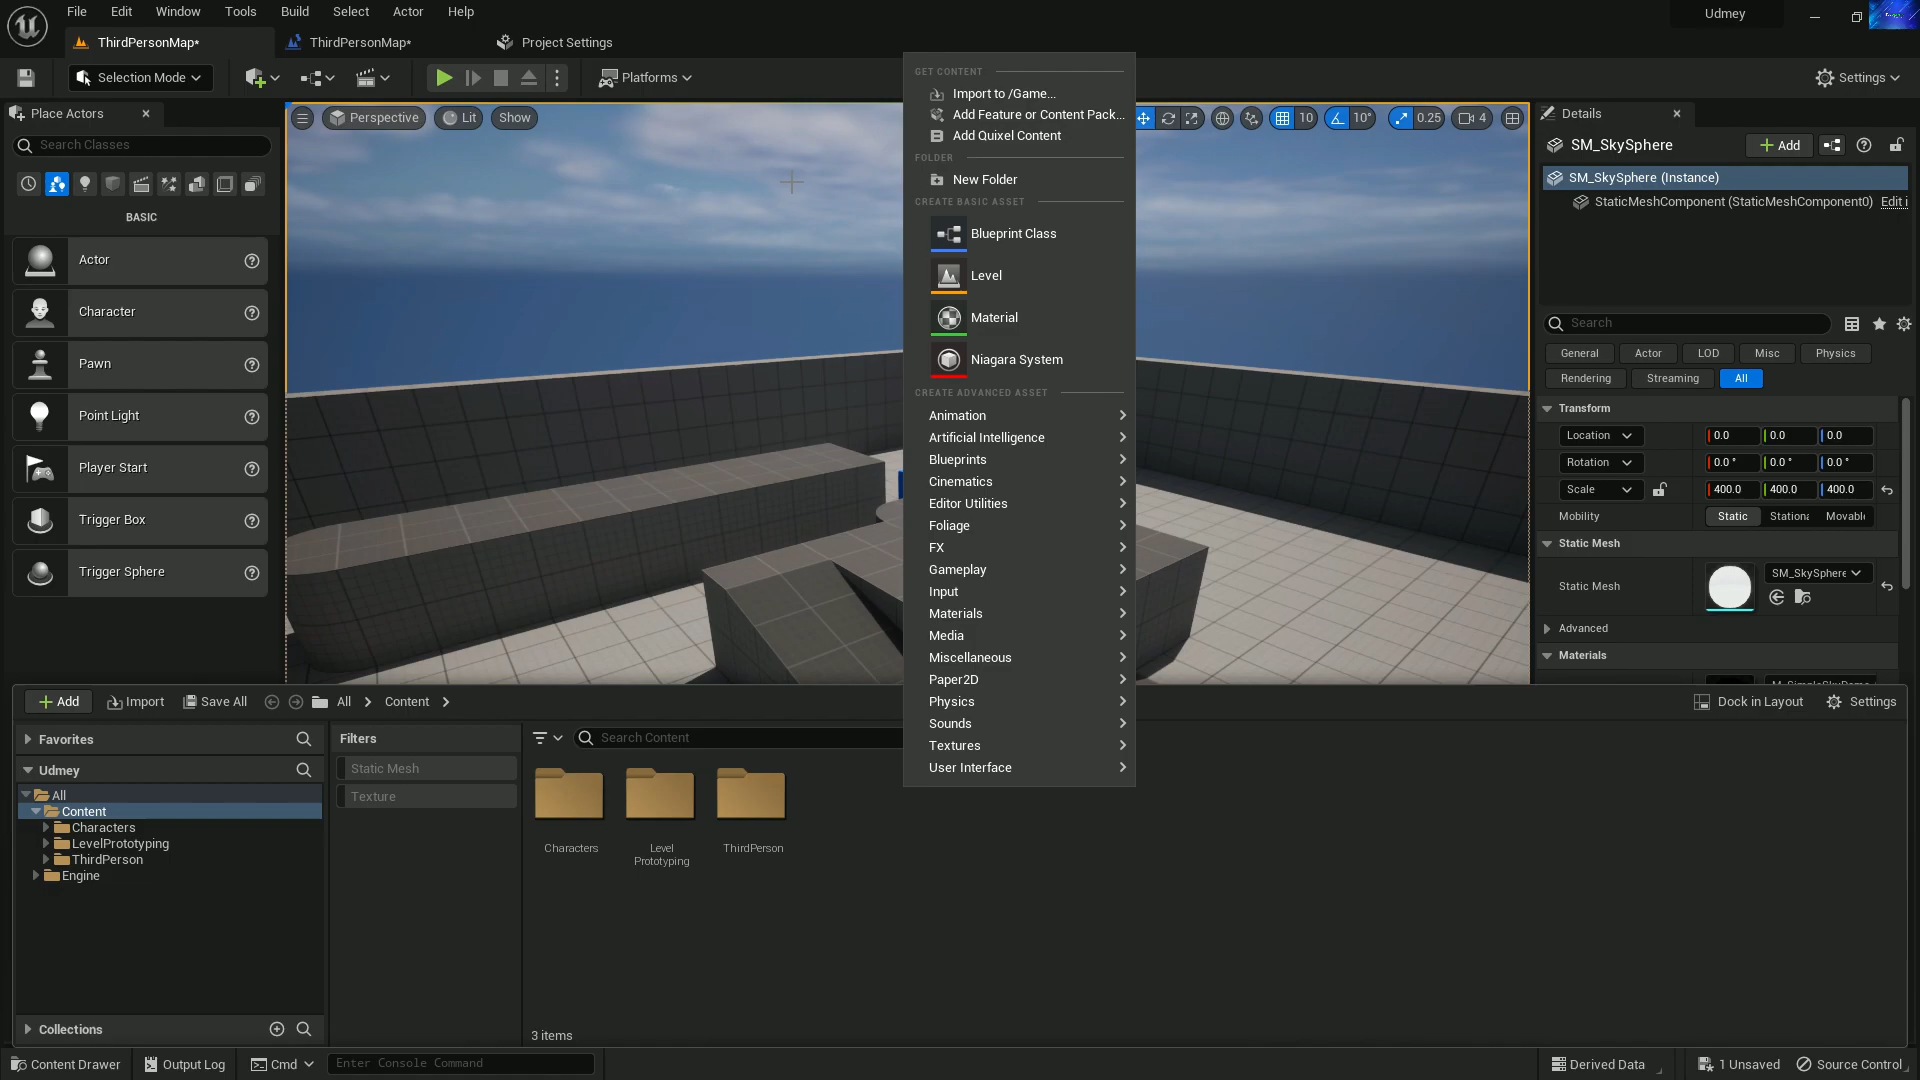 File Edit Window Tools Build Select Actor Help
Udmey
ThirdPersonMap*
ThirdPersonMap*
Project Settings
Selection Mode
Platforms
Settings
Place Actors
Search Classes
BASIC
Actor
Character
Pawn
Point Light
Player Start
Trigger Box
Trigger Sphere
Perspective
Lit
Show
10
10°
0.25
4
GET CONTENT
Import to /Game...
Add Feature or Content Pack...
Add Quixel Content
FOLDER
New Folder
CREATE BASIC ASSET
Blueprint Class
Level
Material
Niagara System
CREATE ADVANCED ASSET
Animation
Artificial Intelligence
Blueprints
Cinematics
Editor Utilities
Foliage
FX
Gameplay
Input
Materials
Media
Miscellaneous
Paper2D
Physics
Sounds
Textures
User Interface
Details
SM_SkySphere
Add
SM_SkySphere (Instance)
StaticMeshComponent (StaticMeshComponent0) Edit i
Search
General Actor LOD Misc Physics
Rendering Streaming All
Transform
Location 0.0 0.0 0.0
Rotation 0.0 ° 0.0 ° 0.0 °
Scale 400.0 400.0 400.0
Mobility Static Stationa Movabl
Static Mesh
Static Mesh SM_SkySphere
Advanced
Materials
Add
Import
Save All
All
Content
Dock in Layout
Settings
Favorites
Udmey
All
Content
Characters
LevelPrototyping
ThirdPerson
Engine
Collections
Filters
Static Mesh
Texture
Search Content
Characters
Level
Prototyping
ThirdPerson
3 items
Content Drawer
Output Log
Cmd
Enter Console Command
Derived Data
1 Unsaved
Source Control